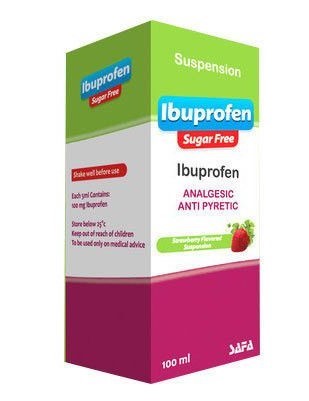 Ibuprofen
Sugar Free
Shake well before use
Each 5ml Contains:
100 mg Ibuprofen
Store below 25°c
Keep out of reach of children
To be used only on medical advice
Suspension
Ibuprofen
Sugar Free
Ibuprofen
ANALGESIC
ANTI PYRETIC
Strawberry Flavored
Suspension
100 ml
SAFA